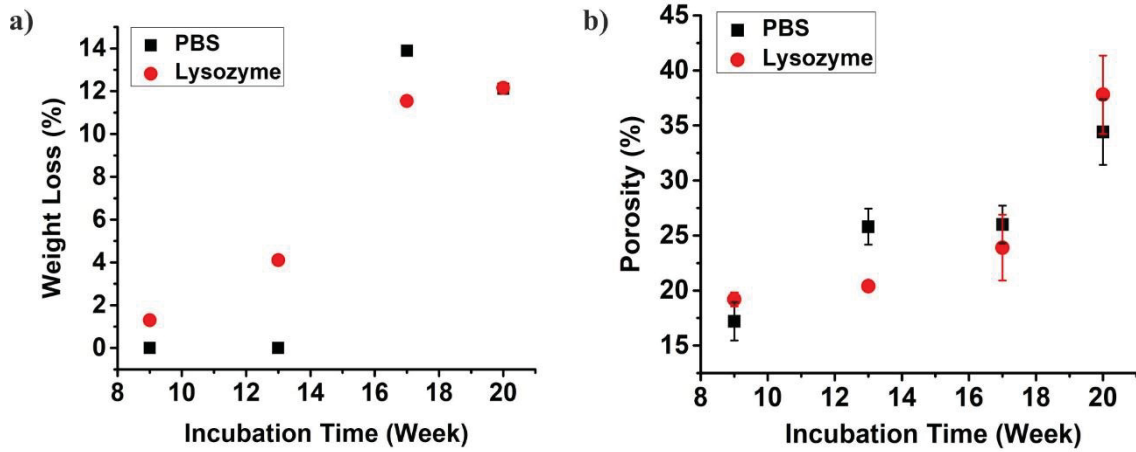 a)
PBS
Lysozyme
Weight Loss (%)
14
12
10
8
6
4
2
0
8 10 12 14 16 18 20
Incubation Time (Week)
b)
PBS
Lysozyme
Porosity (%)
45
40
35
30
25
20
15
8 10 12 14 16 18 20
Incubation Time (Week)